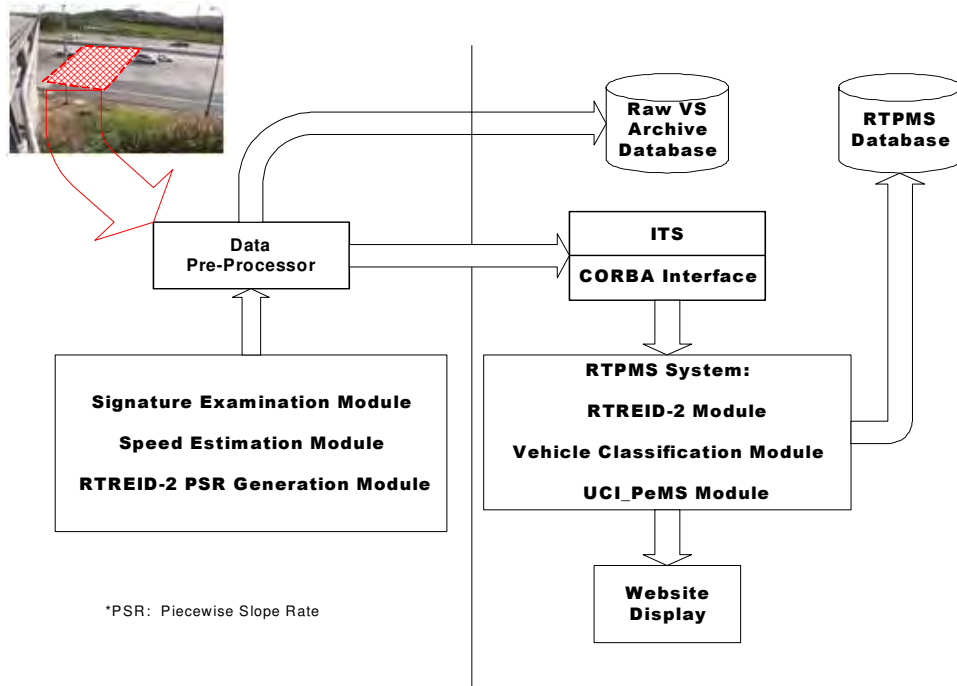 Raw VS
Archive
Database
RTPMS
Database
Data
Pre-Processor
ITS
CORBA Interface
Signature Examination Module
Speed Estimation Module
RTREID-2 PSR Generation Module
RTPMS System:
RTREID-2 Module
Vehicle Classification Module
UCI_PeMS Module
Website
Display
*PSR: Piecewise Slope Rate